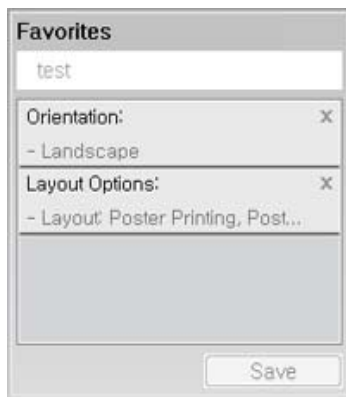 Favorites
test
Orientation: x
- Landscape
Layout Options: x
- Layout: Poster Printing, Post...
Save